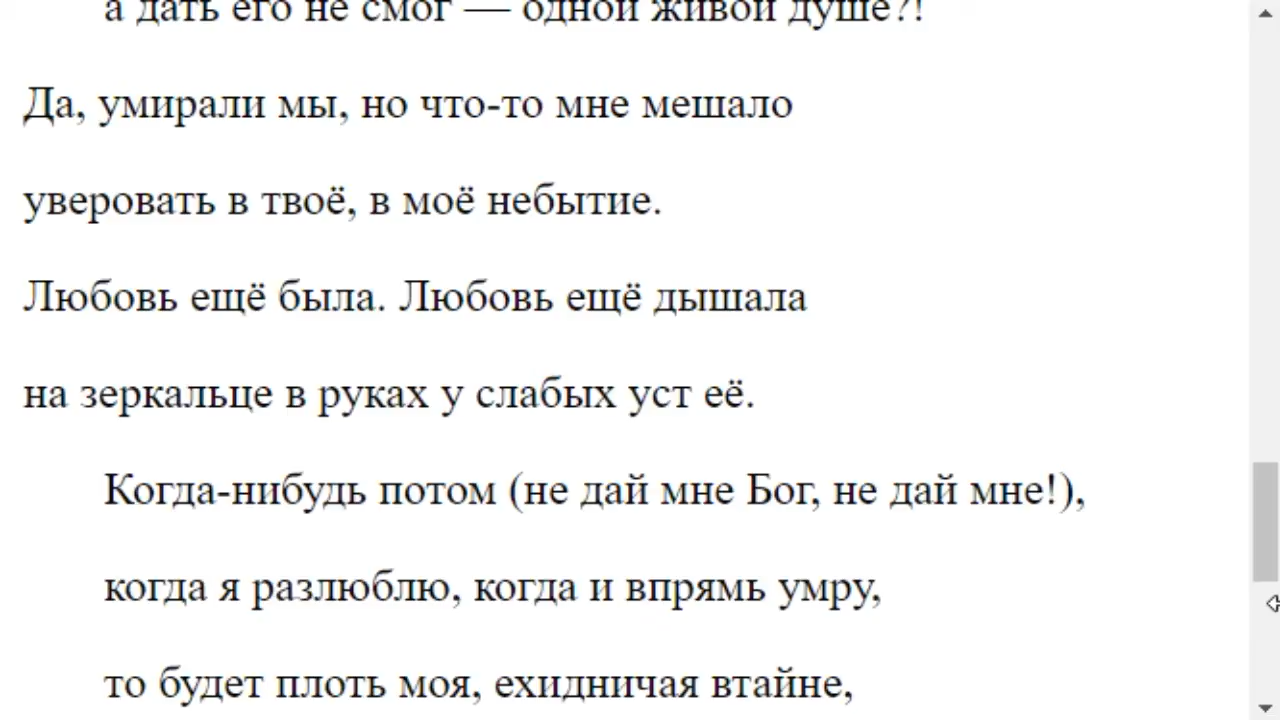 а дать его не смог — одной живой душе?!
Да, умирали мы, но что-то мне мешало
уверовать в твоё, в моё небытие.
Любовь ещё была. Любовь ещё дышала
на зеркальце в руках у слабых уст её.
Когда-нибудь потом (не дай мне Бог, не дай мне!),
когда я разлюблю, когда и впрямь умру,
то будет плоть моя, ехидничая втайне,